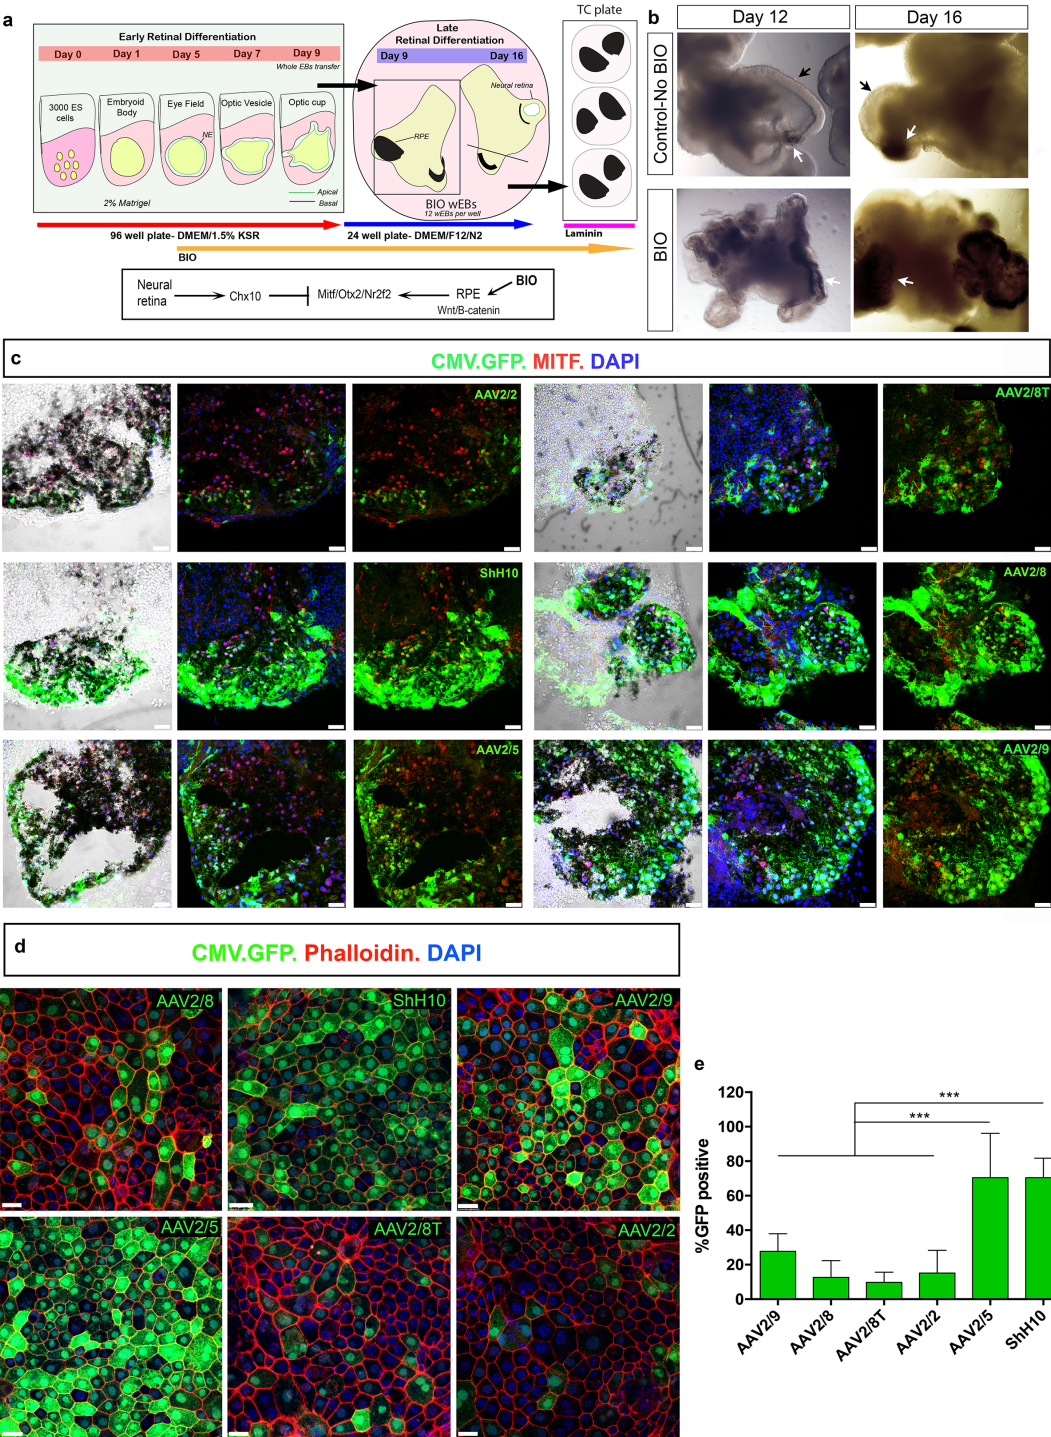 a
Early Retinal Differentiation
Day 0 Day 1 Day 5 Day 7 Day 9
Whole EBs transfer
3000 ES
cells
Embryoid
Body
Eye Field
Optic Vesicle
Optic cup
NE
Apical
Basal
2% Matrigel
Late
Retinal Differentiation
Day 9 Day 16
Neural retina
RPE
BIO wEBs
12 wEBs per well
TC plate
96 well plate- DMEM/1.5% KSR
24 well plate- DMEM/F12/N2
Laminin
BIO
Neural
retina
Chx10
Mitf/Otx2/Nr2f2
RPE
BIO
Wnt/B-catenin
b
Day 12
Day 16
Control-No BIO
BIO
c
CMV.GFP. MITF. DAPI
AAV2/2
AAV2/8T
ShH10
AAV2/8
AAV2/5
AAV2/9
d
CMV.GFP. Phalloidin. DAPI
AAV2/8
ShH10
AAV2/9
AAV2/5
AAV2/8T
AAV2/2
e
%GFP positive
120
100
80
60
40
20
0
***
***
AAV2/9
AAV2/8
AAV2/8T
AAV2/2
AAV2/5
ShH10